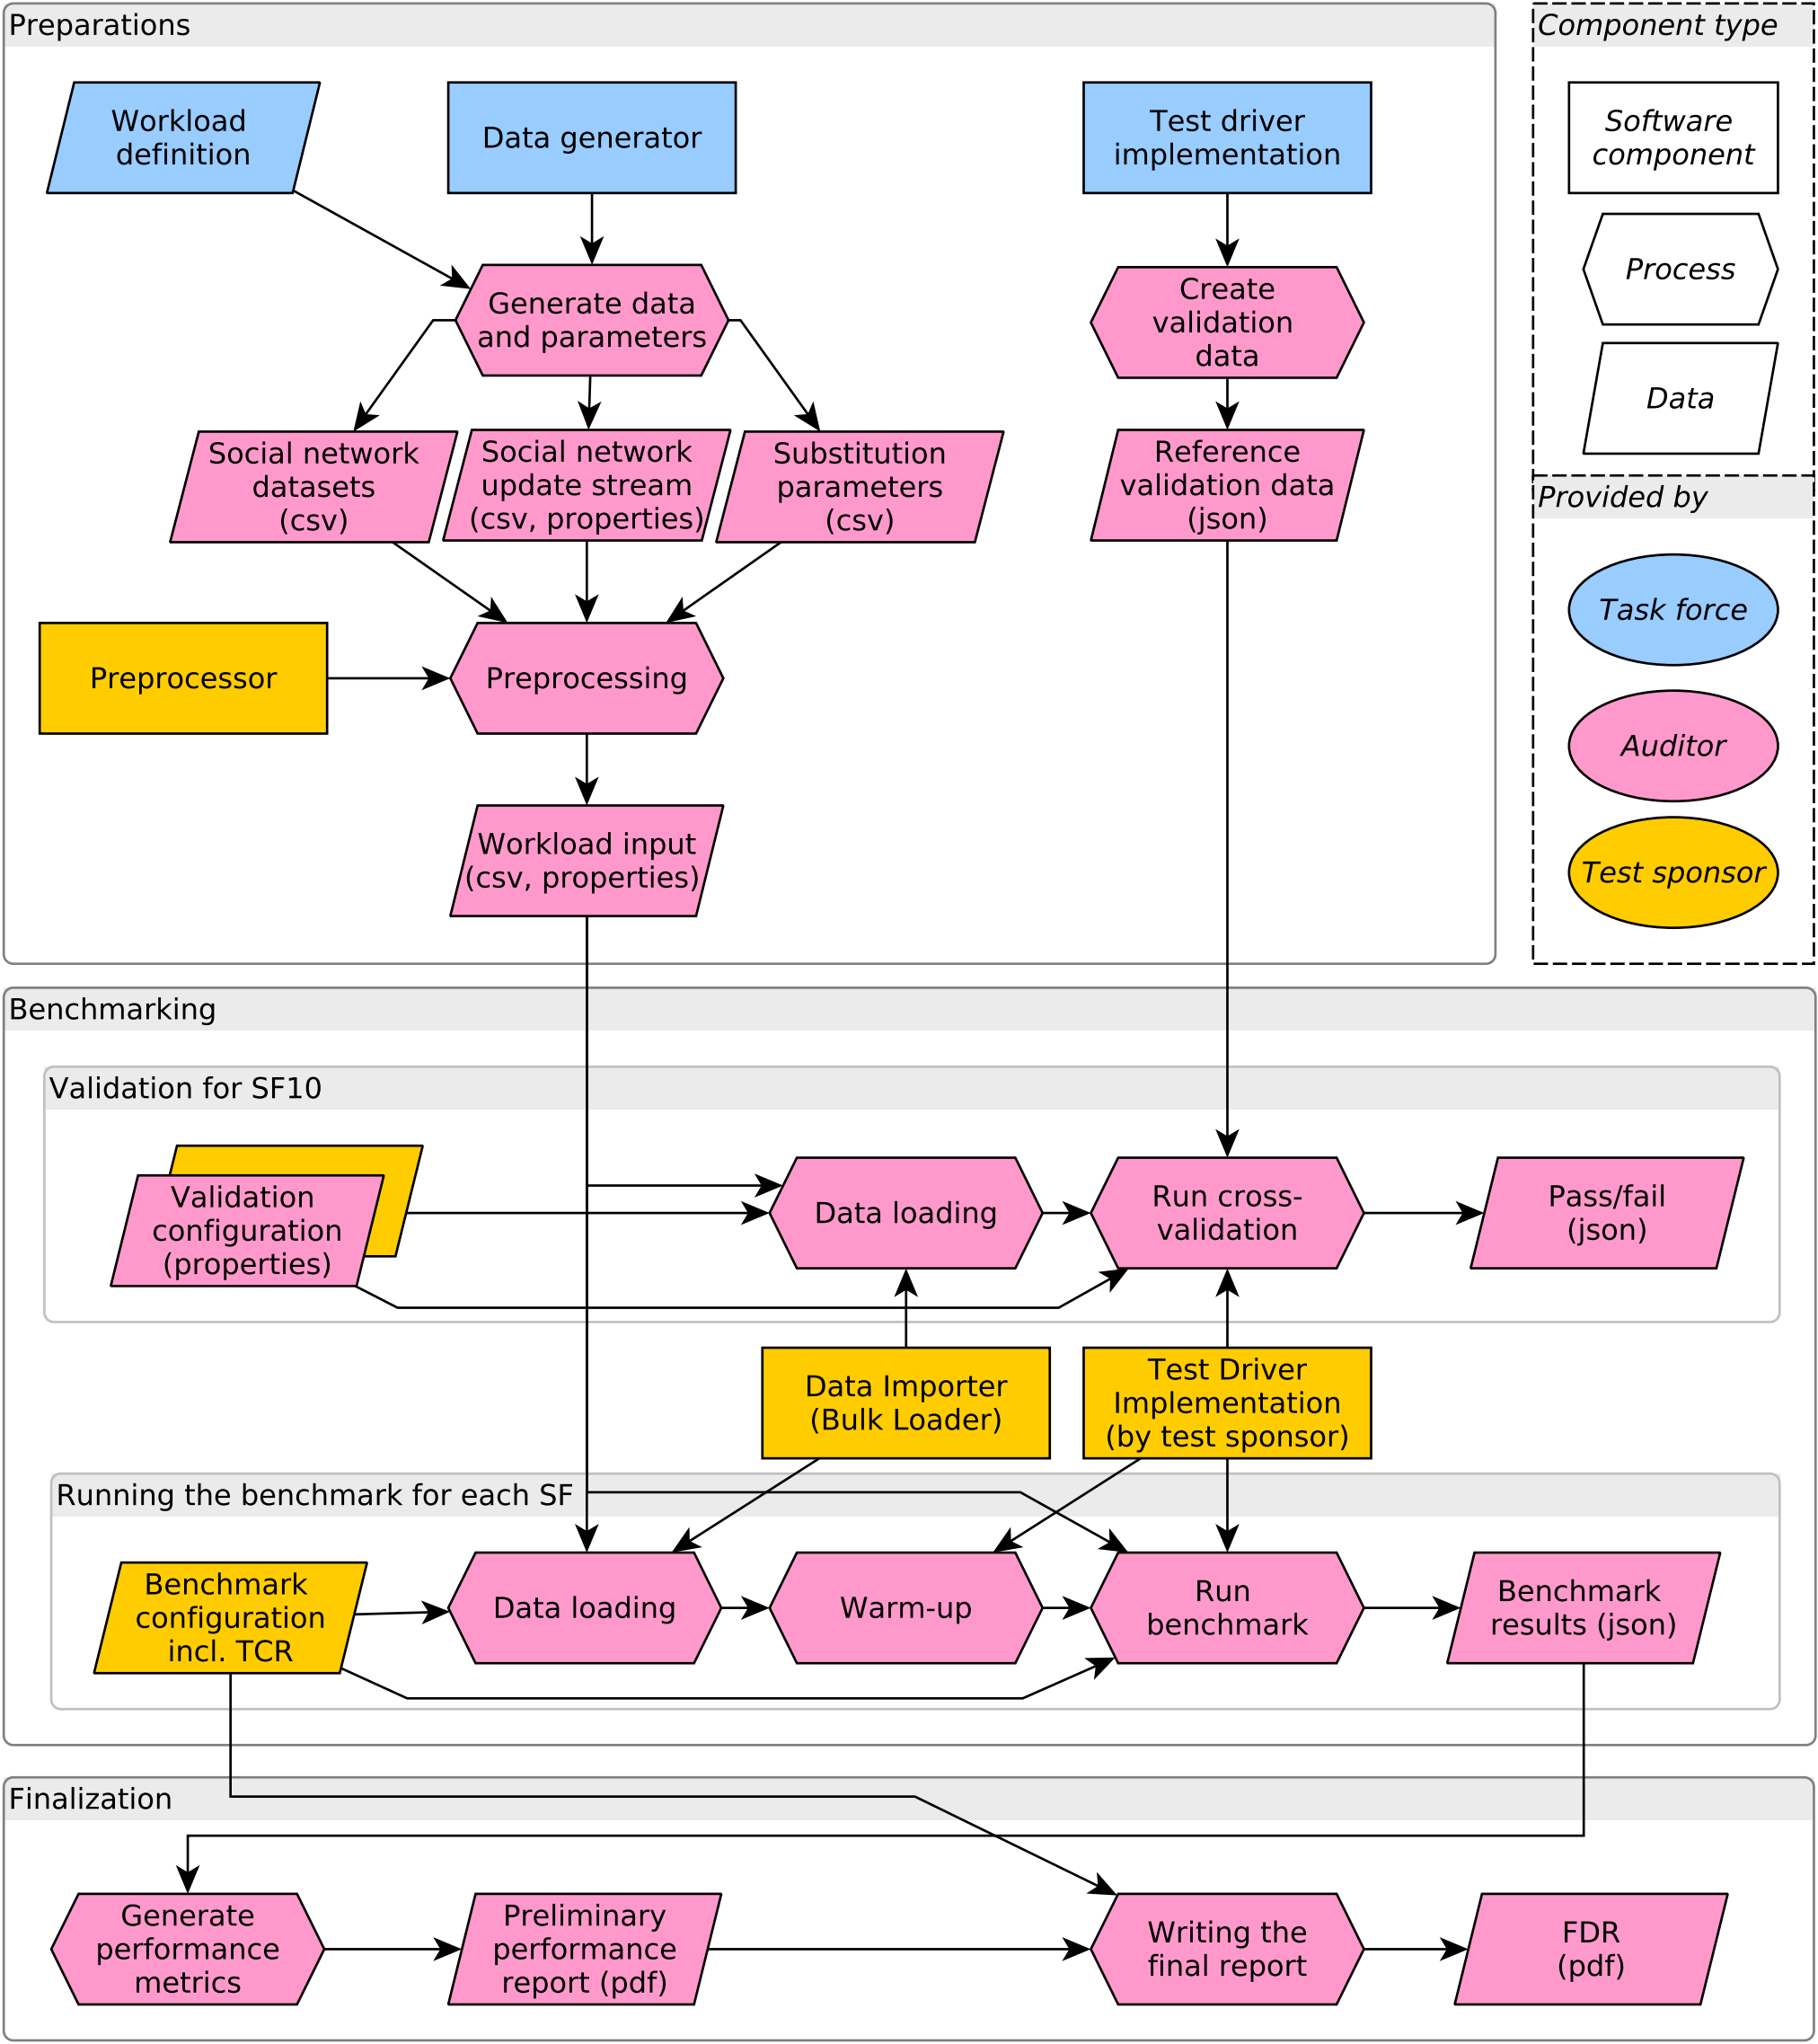 Preparations
Workload
definition
Data generator
Test driver
implementation
Generate data
and parameters
Create
validation
data
Social network
datasets
(csv)
Social network
update stream
(csv, properties)
Substitution
parameters
(csv)
Reference
validation data
(json)
Preprocessor
Preprocessing
Workload input
(csv, properties)
Component type
Software
component
Process
Data
Provided by
Task force
Auditor
Test sponsor
Benchmarking
Validation for SF10
Validation
configuration
(properties)
Data loading
Run cross-
validation
Pass/fail
(json)
Data Importer
(Bulk Loader)
Test Driver
Implementation
(by test sponsor)
Running the benchmark for each SF
Benchmark
configuration
incl. TCR
Data loading
Warm-up
Run
benchmark
Benchmark
results (json)
Finalization
Generate
performance
metrics
Preliminary
performance
report (pdf)
Writing the
final report
FDR
(pdf)